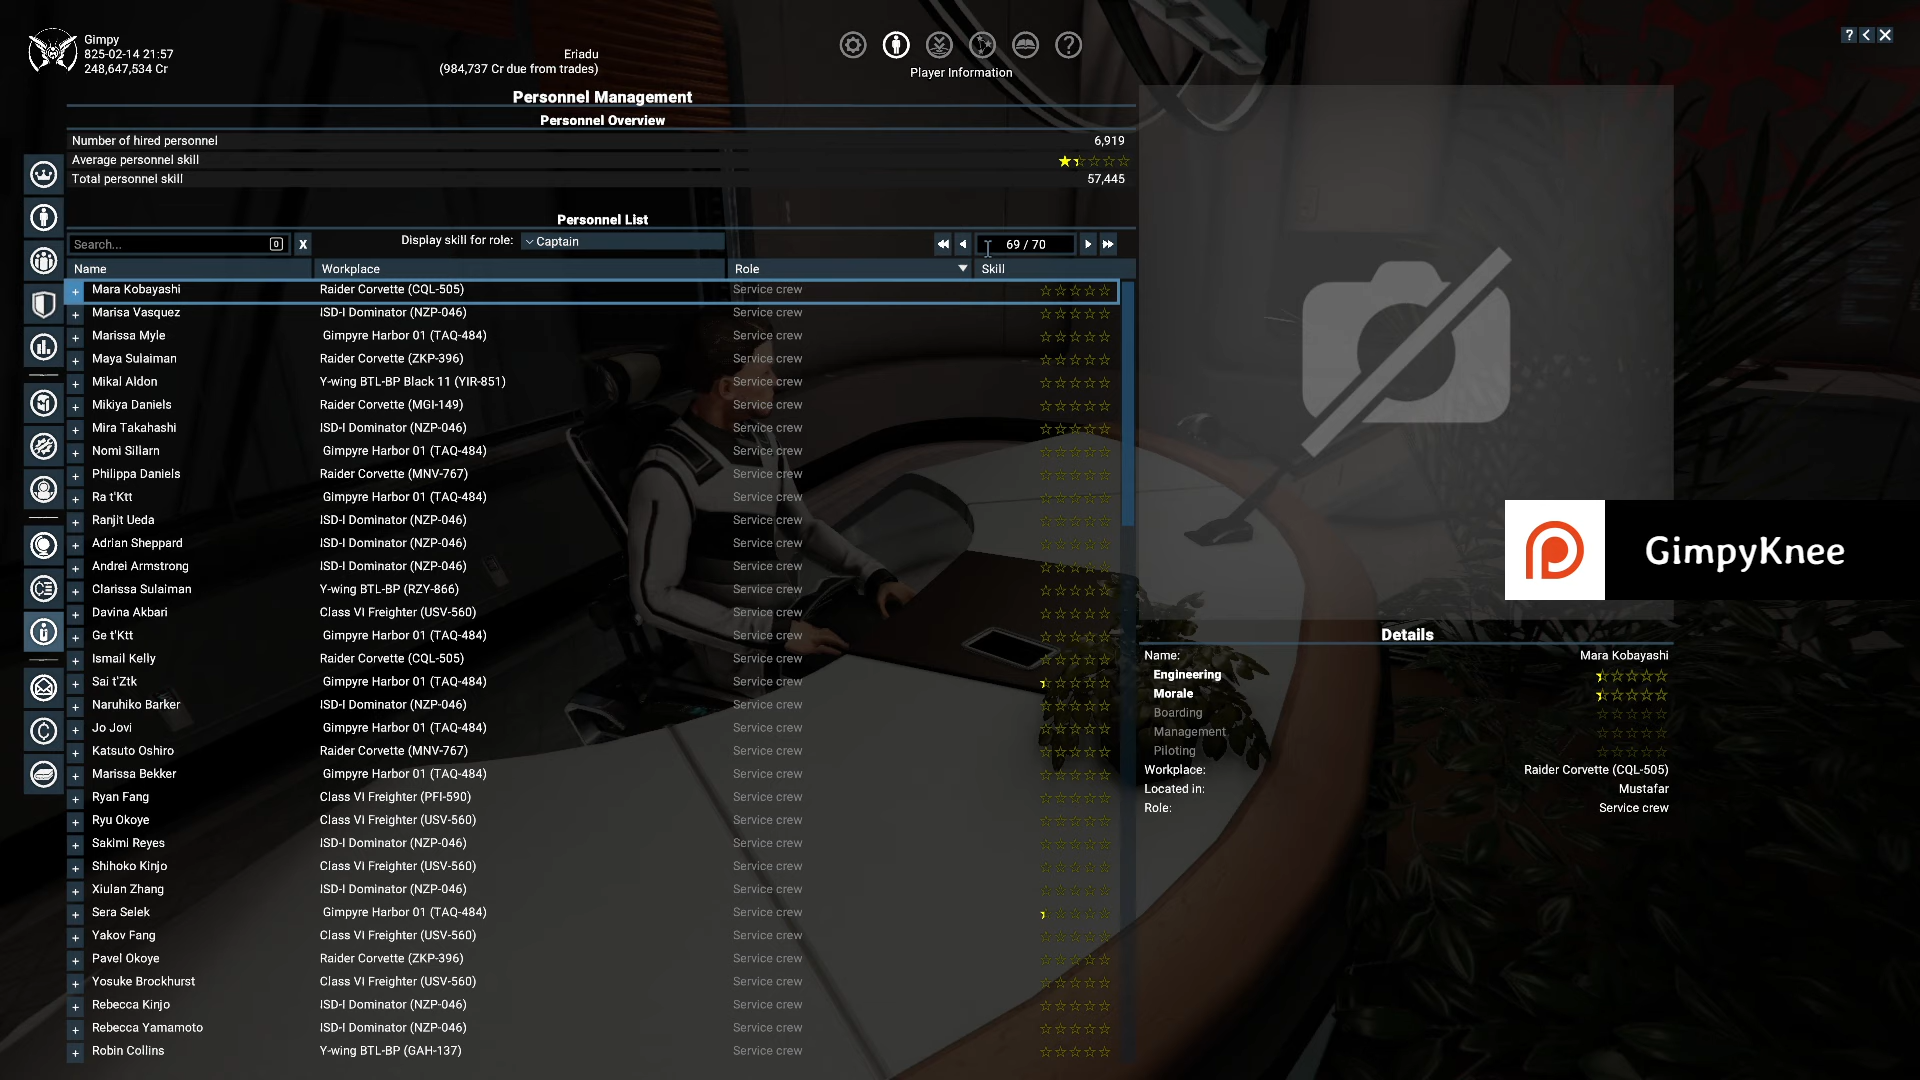 Gimpy
825-02-14 21:57
248,647,534 Cr
Eriadu
(984,737 Cr due from trades)
Player Information
Personnel Management
Personnel Overview
Number of hired personnel 6,919
Average personnel skill
Total personnel skill 57,445
Personnel List
Search... 0 X Display skill for role: Captain 69 / 70
Name Workplace Role Skill
+ Mara Kobayashi Raider Corvette (CQL-505) Service crew
+ Marisa Vasquez ISD-I Dominator (NZP-046) Service crew
+ Marissa Myle Gimpyre Harbor 01 (TAQ-484) Service crew
+ Maya Sulaiman Raider Corvette (ZKP-396) Service crew
+ Mikal Aldon Y-wing BTL-BP Black 11 (YIR-851) Service crew
+ Mikiya Daniels Raider Corvette (MGI-149) Service crew
+ Mira Takahashi ISD-I Dominator (NZP-046) Service crew
+ Nomi Sillarn Gimpyre Harbor 01 (TAQ-484) Service crew
+ Philippa Daniels Raider Corvette (MNV-767) Service crew
+ Ra t'Ktt Gimpyre Harbor 01 (TAQ-484) Service crew
+ Ranjit Ueda ISD-I Dominator (NZP-046) Service crew
+ Adrian Sheppard ISD-I Dominator (NZP-046) Service crew
+ Andrei Armstrong ISD-I Dominator (NZP-046) Service crew
+ Clarissa Sulaiman Y-wing BTL-BP (RZY-866) Service crew
+ Davina Akbari Class VI Freighter (USV-560) Service crew
+ Ge t'Ktt Gimpyre Harbor 01 (TAQ-484) Service crew
+ Ismail Kelly Raider Corvette (CQL-505) Service crew
+ Sai t'Ztk Gimpyre Harbor 01 (TAQ-484) Service crew
+ Naruhiko Barker ISD-I Dominator (NZP-046) Service crew
+ Jo Jovi Gimpyre Harbor 01 (TAQ-484) Service crew
+ Katsuto Oshiro Raider Corvette (MNV-767) Service crew
+ Marissa Bekker Gimpyre Harbor 01 (TAQ-484) Service crew
+ Ryan Fang Class VI Freighter (PFI-590) Service crew
+ Ryu Okoye Class VI Freighter (USV-560) Service crew
+ Sakimi Reyes ISD-I Dominator (NZP-046) Service crew
+ Shihoko Kinjo Class VI Freighter (USV-560) Service crew
+ Xiulan Zhang ISD-I Dominator (NZP-046) Service crew
+ Sera Selek Gimpyre Harbor 01 (TAQ-484) Service crew
+ Yakov Fang Class VI Freighter (USV-560) Service crew
+ Pavel Okoye Raider Corvette (ZKP-396) Service crew
+ Yosuke Brockhurst Class VI Freighter (USV-560) Service crew
+ Rebecca Kinjo ISD-I Dominator (NZP-046) Service crew
+ Rebecca Yamamoto ISD-I Dominator (NZP-046) Service crew
+ Robin Collins Y-wing BTL-BP (GAH-137) Service crew
GimpyKnee
Details
Name: Mara Kobayashi
Engineering
Morale
Boarding
Management
Piloting
Workplace: Raider Corvette (CQL-505)
Located in: Mustafar
Role: Service crew